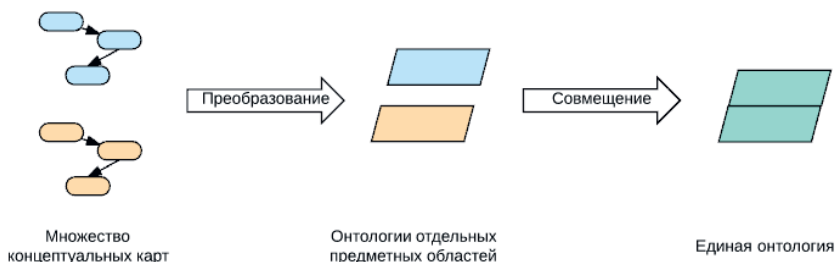 Преобразование
Совмещение
Множество
концептуальных карт
Онтологии отдельных
предметных областей
Единая онтология